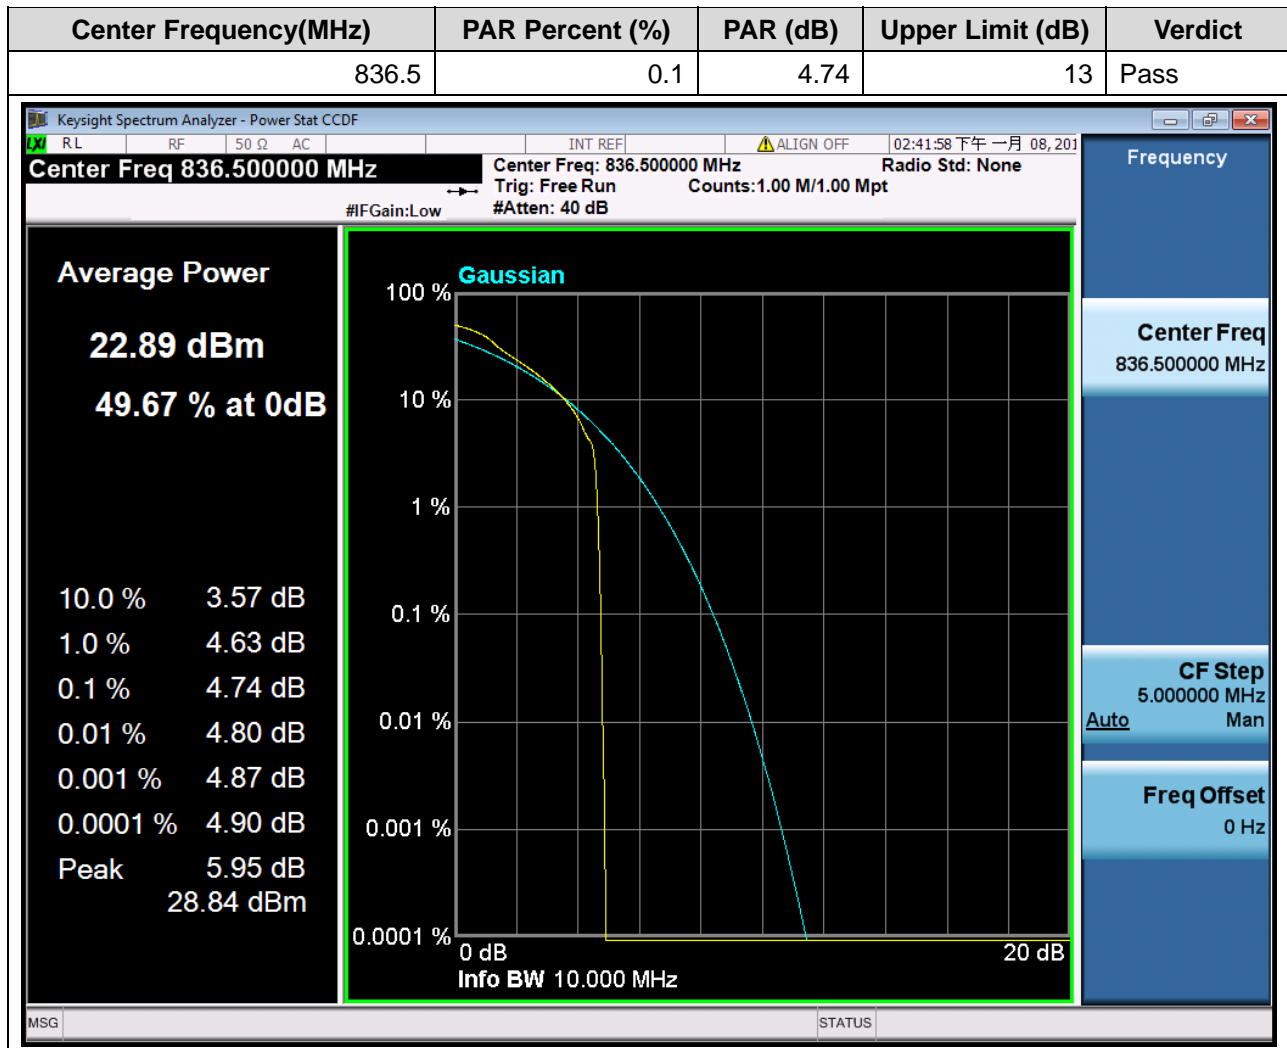 Center Frequency(MHz) PAR Percent (%) PAR (dB) Upper Limit (dB) Verdict
836.5 0.1 4.74 13 Pass
Keysight Spectrum Analyzer - Power Stat CCDF
LXI RL RF 50 Ω AC INT REF ALIGN OFF 02:41:58 下午 一月 08, 201
Center Freq 836.500000 MHz
Center Freq: 836.500000 MHz Radio Std: None
Trig: Free Run Counts:1.00 M/1.00 Mpt
#IFGain:Low #Atten: 40 dB
Average Power
22.89 dBm
49.67 % at 0dB
10.0 % 3.57 dB
1.0 % 4.63 dB
0.1 % 4.74 dB
0.01 % 4.80 dB
0.001 % 4.87 dB
0.0001 % 4.90 dB
Peak 5.95 dB
28.84 dBm
Gaussian
100 %
10 %
1 %
0.1 %
0.01 %
0.001 %
0.0001 %
0 dB 20 dB
Info BW 10.000 MHz
Frequency
Center Freq
836.500000 MHz
CF Step
5.000000 MHz
Auto Man
Freq Offset
0 Hz
MSG STATUS